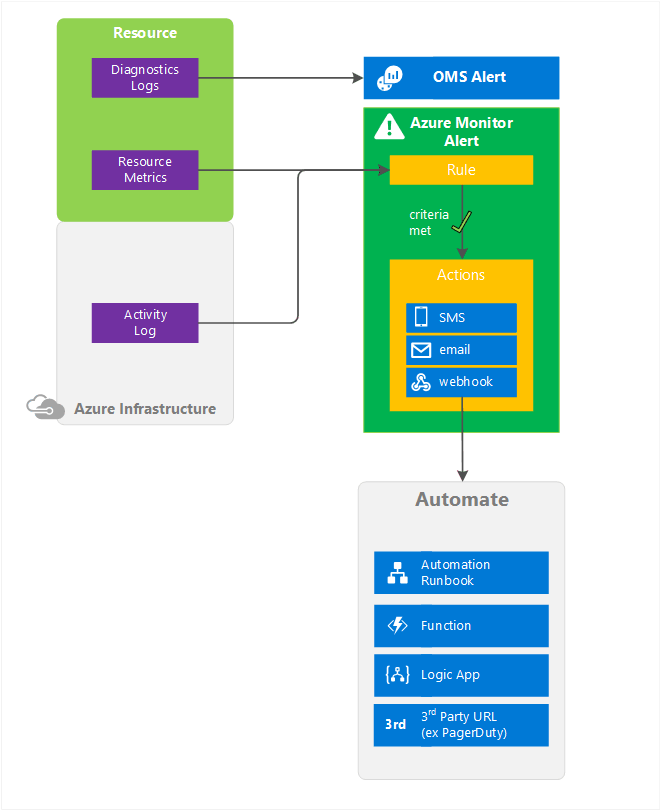 Resource
Diagnostics
Logs
Resource
Metrics
Activity
Log
Azure Infrastructure
OMS Alert
Azure Monitor
Alert
Rule
criteria
met
Actions
SMS
email
webhook
Automate
Automation
Runbook
Function
Logic App
3rd
3rd Party URL
(ex PagerDuty)